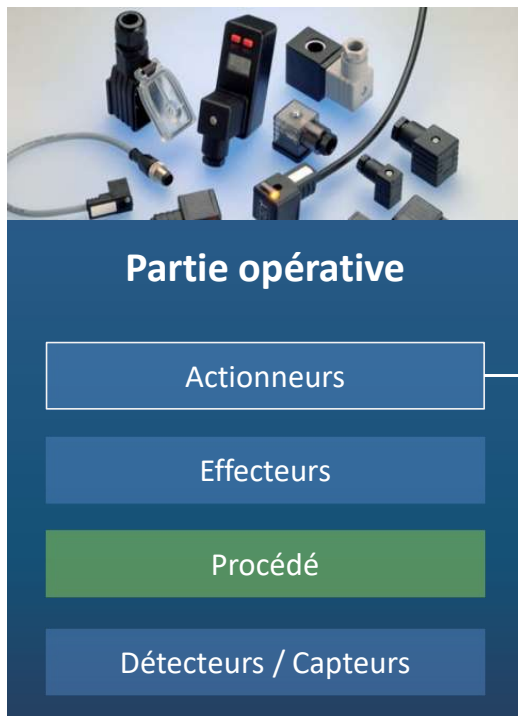 Partie opérative
Actionneurs
Effecteurs
Procédé
Détecteurs / Capteurs